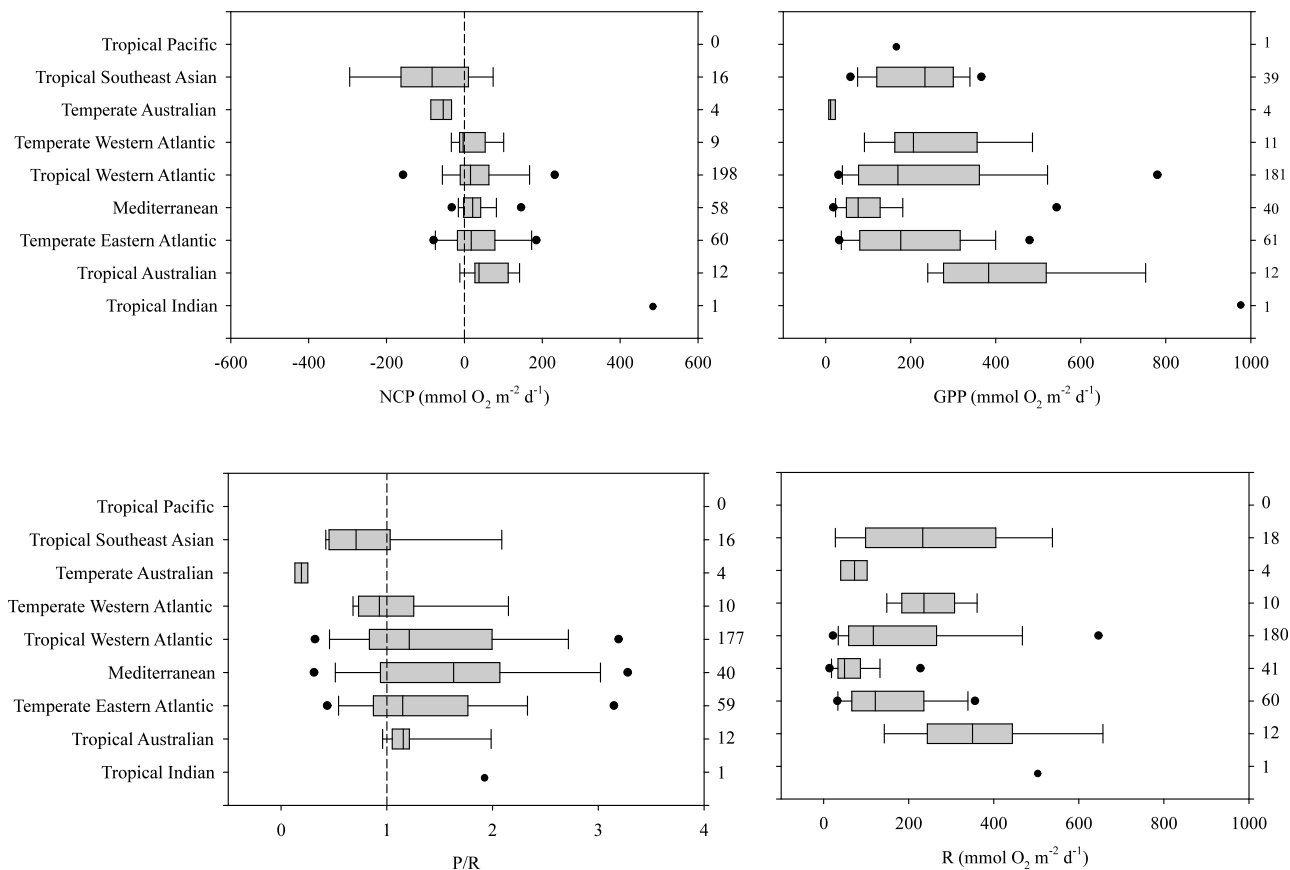 Tropical Pacific 0
Tropical Southeast Asian 16
Temperate Australian 4
Temperate Western Atlantic 9
Tropical Western Atlantic 198
Mediterranean 58
Temperate Eastern Atlantic 60
Tropical Australian 12
Tropical Indian 1
-600 -400 -200 0 200 400 600
NCP (mmol O2 m-2 d-1)
1
39
4
11
181
40
61
12
1
0 200 400 600 800 1000
GPP (mmol O2 m-2 d-1)
Tropical Pacific 0
Tropical Southeast Asian 16
Temperate Australian 4
Temperate Western Atlantic 10
Tropical Western Atlantic 177
Mediterranean 40
Temperate Eastern Atlantic 59
Tropical Australian 12
Tropical Indian 1
0 1 2 3 4
P/R
0
18
4
10
180
41
60
12
1
0 200 400 600 800 1000
R (mmol O2 m-2 d-1)